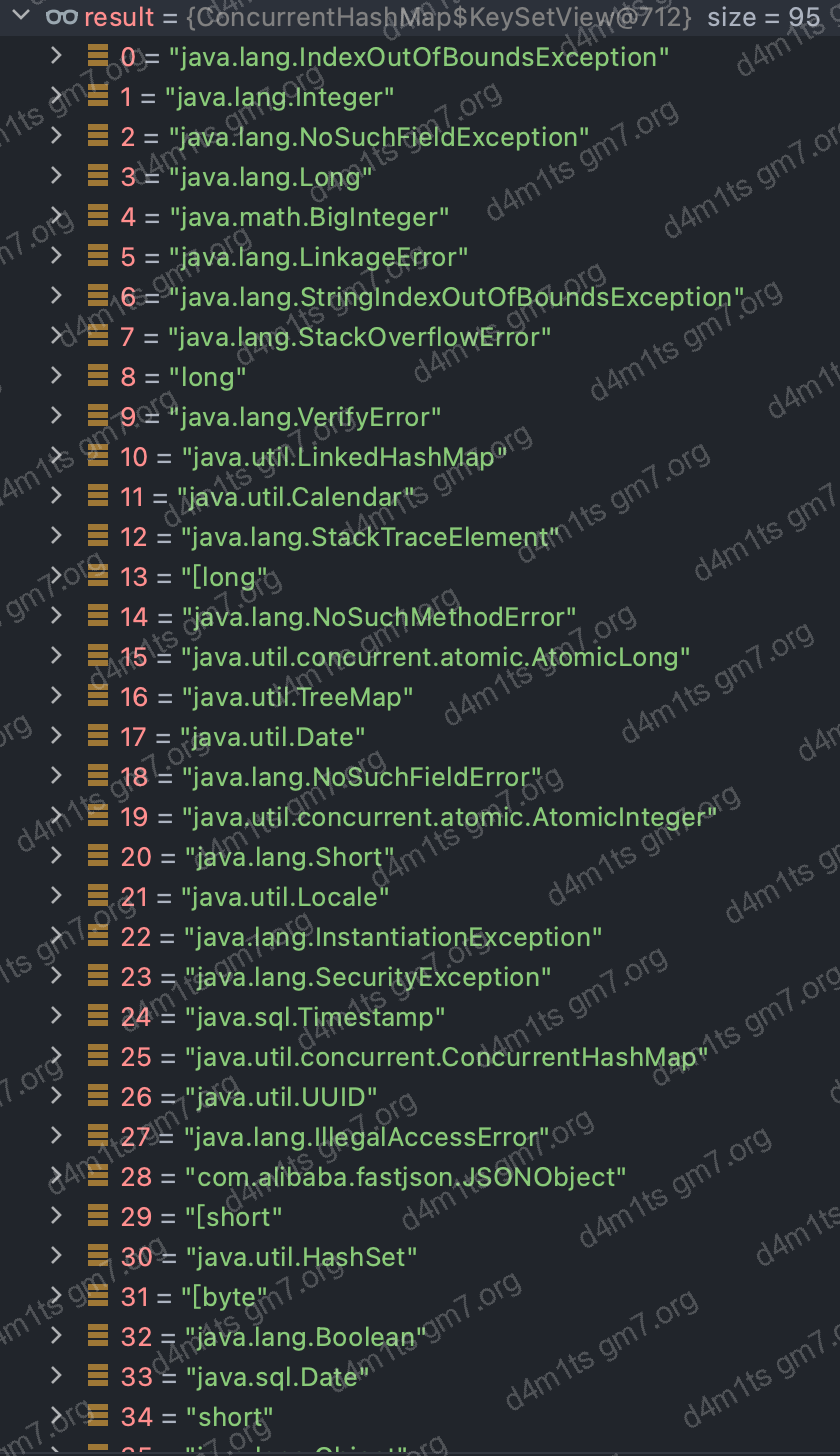 result = {ConcurrentHashMap$KeySetView@712} size = 95
0 = "java.lang.IndexOutOfBoundsException"
1 = "java.lang.Integer"
2 = "java.lang.NoSuchFieldException"
3 = "java.lang.Long"
4 = "java.math.BigInteger"
5 = "java.lang.LinkageError"
6 = "java.lang.StringIndexOutOfBoundsException"
7 = "java.lang.StackOverflowError"
8 = "long"
9 = "java.lang.VerifyError"
10 = "java.util.LinkedHashMap"
11 = "java.util.Calendar"
12 = "java.lang.StackTraceElement"
13 = "[long"
14 = "java.lang.NoSuchMethodError"
15 = "java.util.concurrent.atomic.AtomicLong"
16 = "java.util.TreeMap"
17 = "java.util.Date"
18 = "java.lang.NoSuchFieldError"
19 = "java.util.concurrent.atomic.AtomicInteger"
20 = "java.lang.Short"
21 = "java.util.Locale"
22 = "java.lang.InstantiationException"
23 = "java.lang.SecurityException"
24 = "java.sql.Timestamp"
25 = "java.util.concurrent.ConcurrentHashMap"
26 = "java.util.UUID"
27 = "java.lang.IllegalAccessError"
28 = "com.alibaba.fastjson.JSONObject"
29 = "[short"
30 = "java.util.HashSet"
31 = "[byte"
32 = "java.lang.Boolean"
33 = "java.sql.Date"
34 = "short"
d4m1ts gm7.org